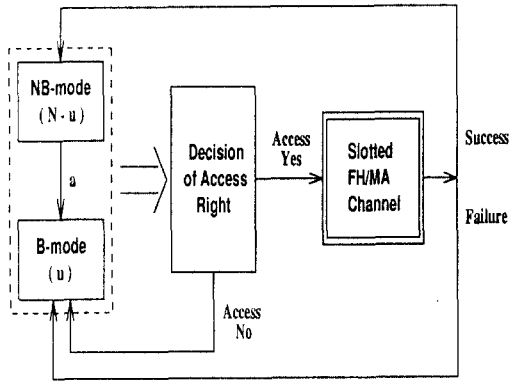 NB-mode
( N - u )
a
B-mode
( u )
Decision
of Access
Right
Access
Yes
Access
No
Slotted
FH/MA
Channel
Success
Failure